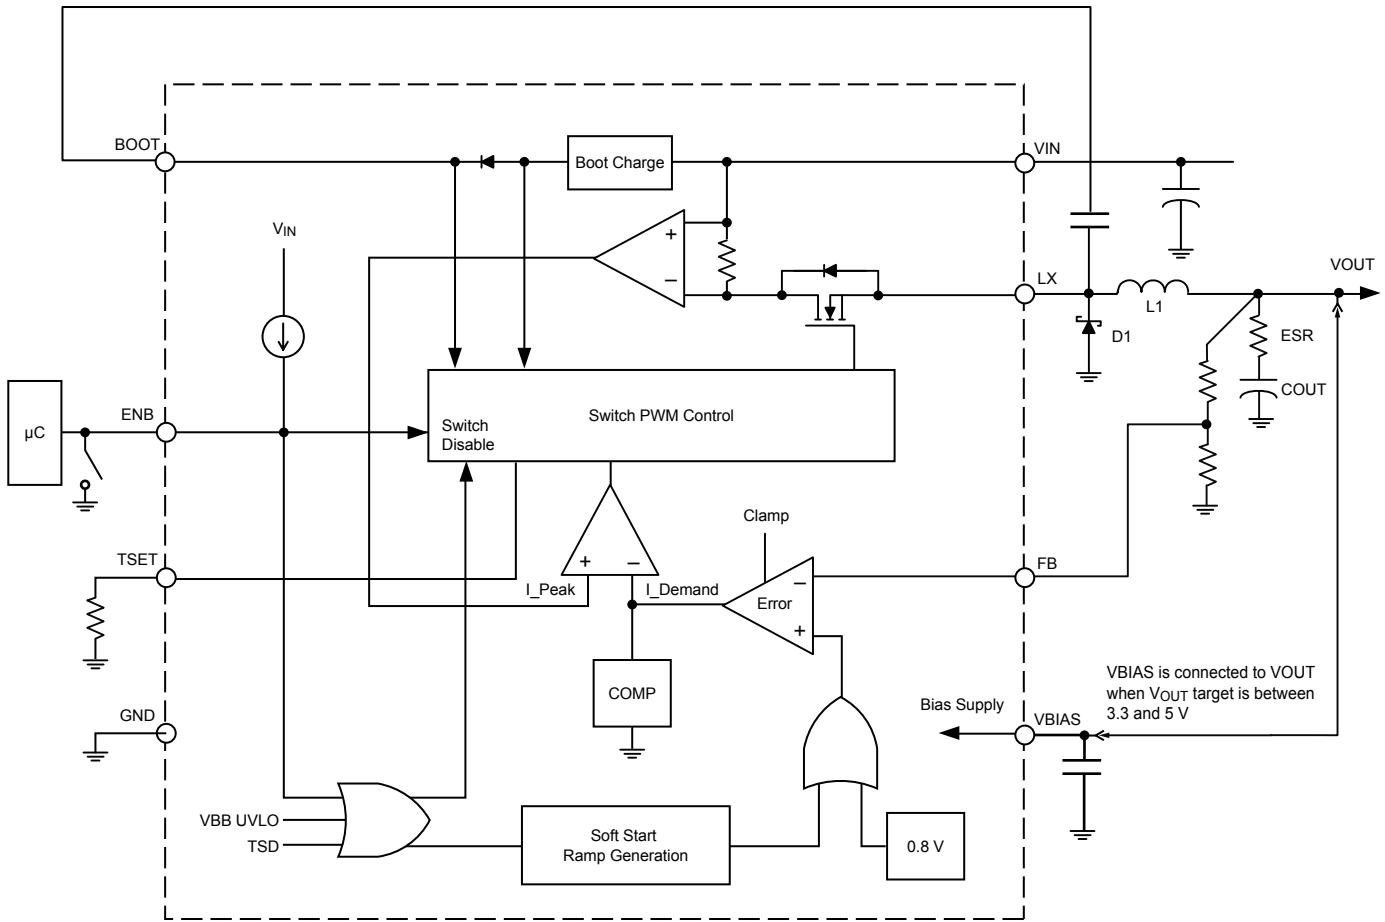 BOOT
Boot Charge
VIN
VIN
+
−
LX
VOUT
L1
D1
ESR
COUT
µC
ENB
Switch
Disable
Switch PWM Control
Clamp
TSET
+
−
I_Peak
I_Demand
−
Error
+
FB
COMP
VBIAS is connected to VOUT
when VOUT target is between
3.3 and 5 V
GND
Bias Supply
VBIAS
VBB UVLO
TSD
Soft Start
Ramp Generation
0.8 V